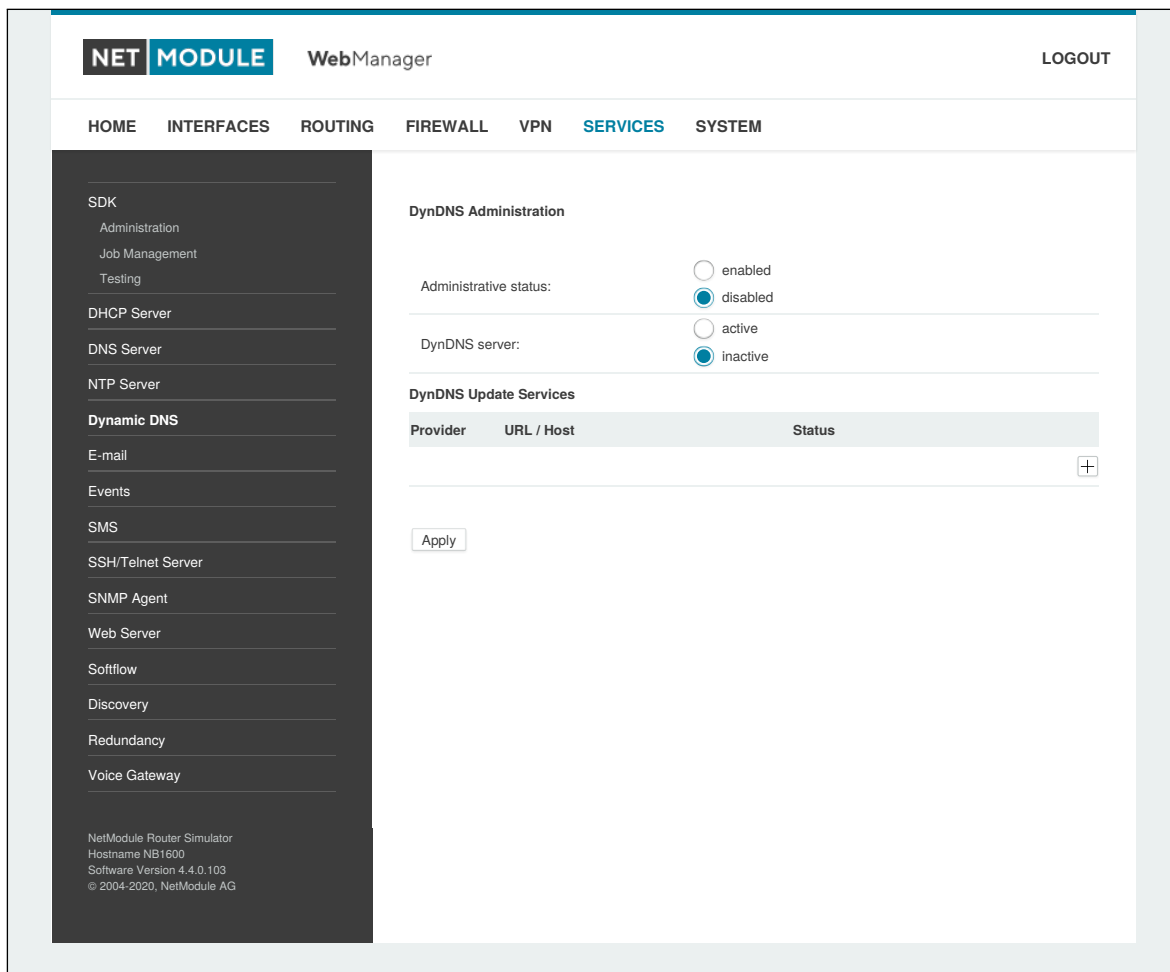 NET MODULE WebManager LOGOUT
HOME INTERFACES ROUTING FIREWALL VPN SERVICES SYSTEM
SDK
Administration
Job Management
Testing
DHCP Server
DNS Server
NTP Server
Dynamic DNS
E-mail
Events
SMS
SSH/Telnet Server
SNMP Agent
Web Server
Softflow
Discovery
Redundancy
Voice Gateway
NetModule Router Simulator
Hostname NB1600
Software Version 4.4.0.103
© 2004-2020, NetModule AG
DynDNS Administration
Administrative status:
enabled
disabled
DynDNS server:
active
inactive
DynDNS Update Services
Provider URL / Host Status
Apply